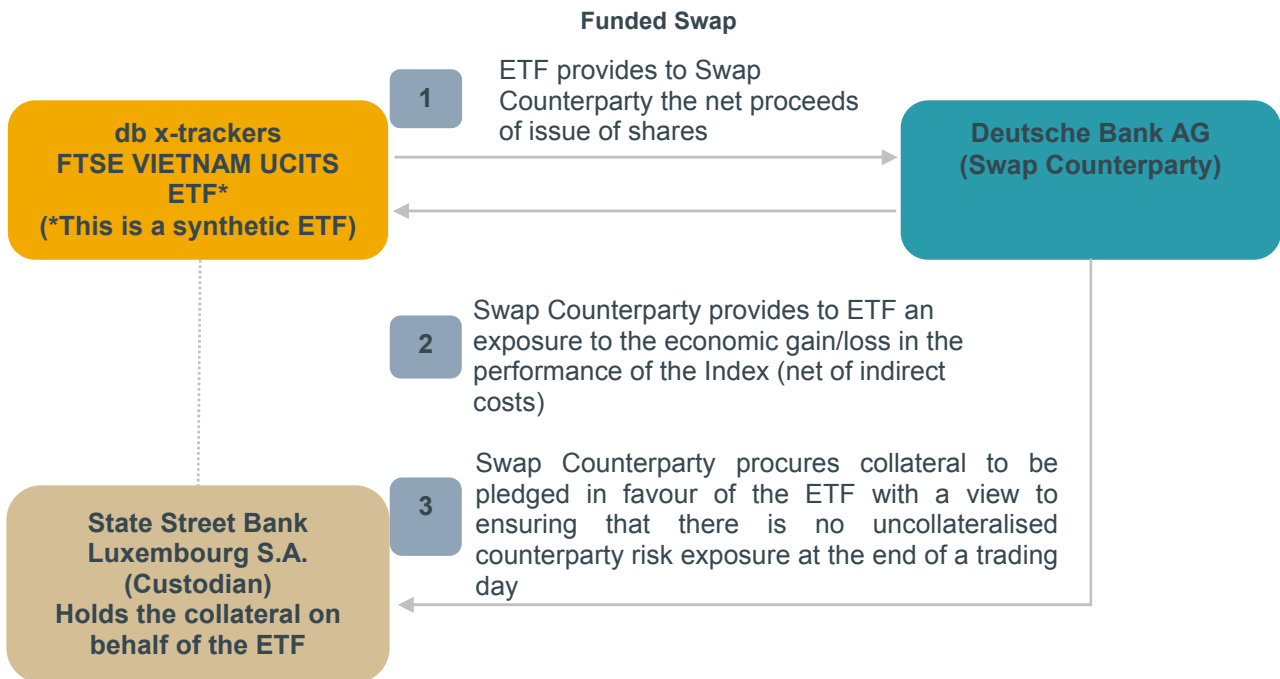 Funded Swap
1
ETF provides to Swap
Counterparty the net proceeds
of issue of shares
db x-trackers
FTSE VIETNAM UCITS
ETF*
(*This is a synthetic ETF)
Deutsche Bank AG
(Swap Counterparty)
2
Swap Counterparty provides to ETF an
exposure to the economic gain/loss in the
performance of the Index (net of indirect
costs)
3
Swap Counterparty procures collateral to be
pledged in favour of the ETF with a view to
ensuring that there is no uncollateralised
counterparty risk exposure at the end of a trading
day
State Street Bank
Luxembourg S.A.
(Custodian)
Holds the collateral on
behalf of the ETF